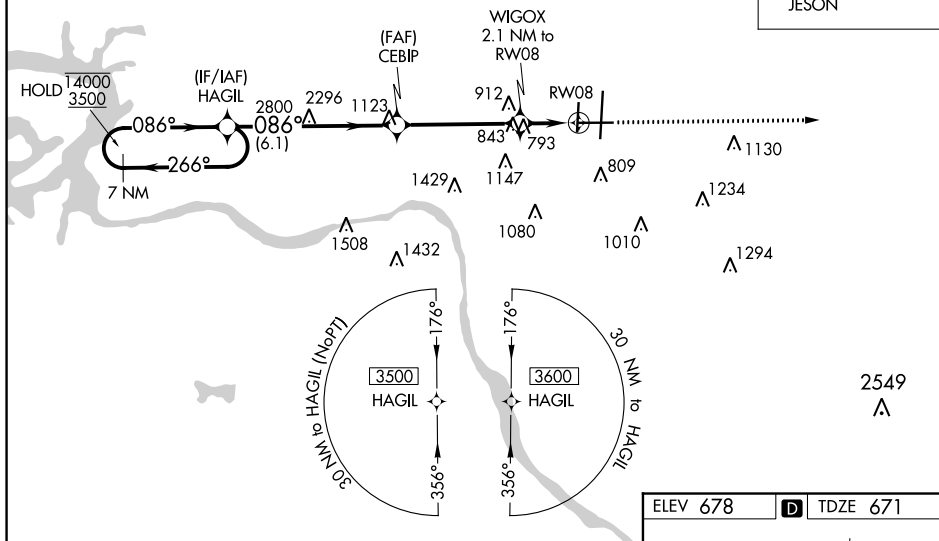 JESON
WIGOX
2.1 NM to
RW08
(FAF)
CEBIP
(IF/IAF)
HAGIL
HOLD 14000
3500
086°
2800
086°
(6.1)
2296
1123
912
RW08
843
793
266°
7 NM
1130
1429
1147
809
1234
1508
1432
1080
1010
1294
30 NM to HAGIL (NoPT)
176°
3500
HAGIL
356°
176°
3600
HAGIL
356°
30 NM to HAGIL
2549
ELEV 678 D TDZE 671